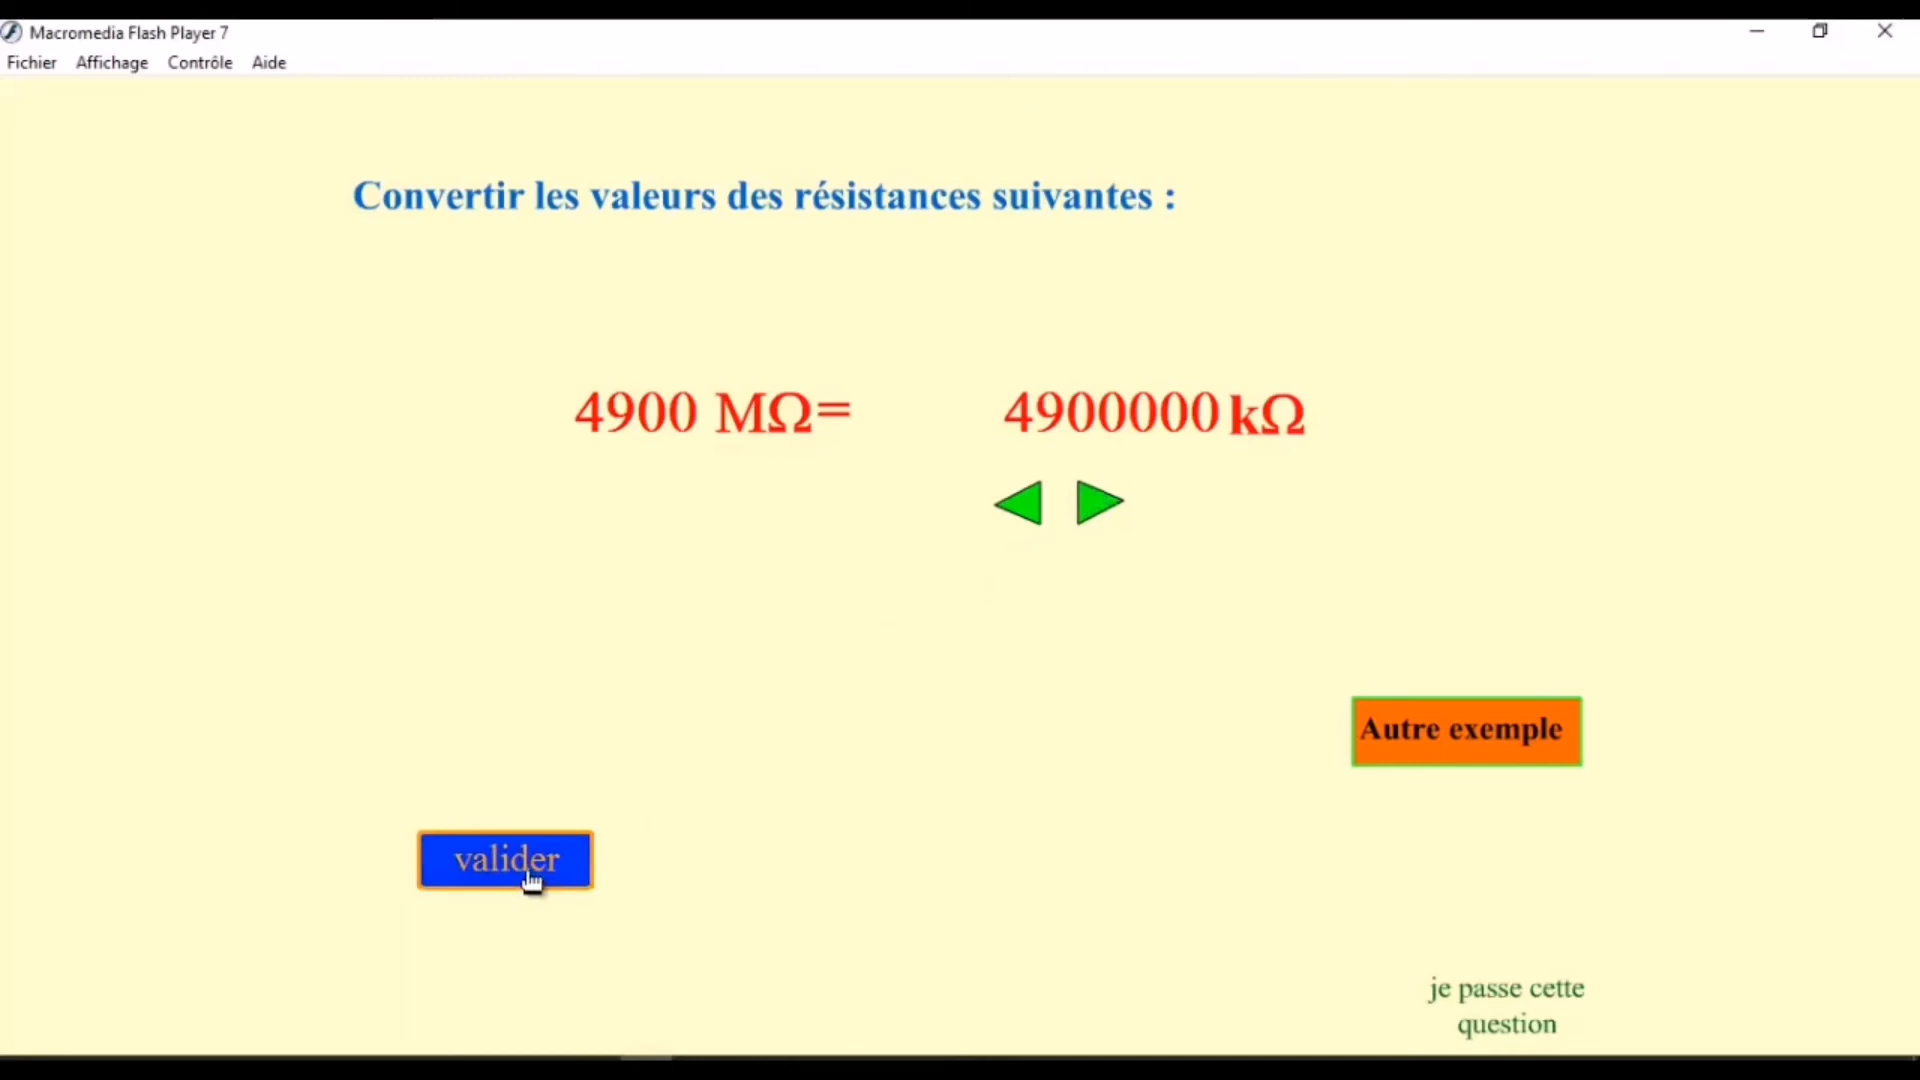 Macromedia Flash Player 7
Fichier Affichage Contrôle Aide
Convertir les valeurs des résistances suivantes :
4900 MΩ= 4900000 kΩ
Autre exemple
valider
je passe cette
question